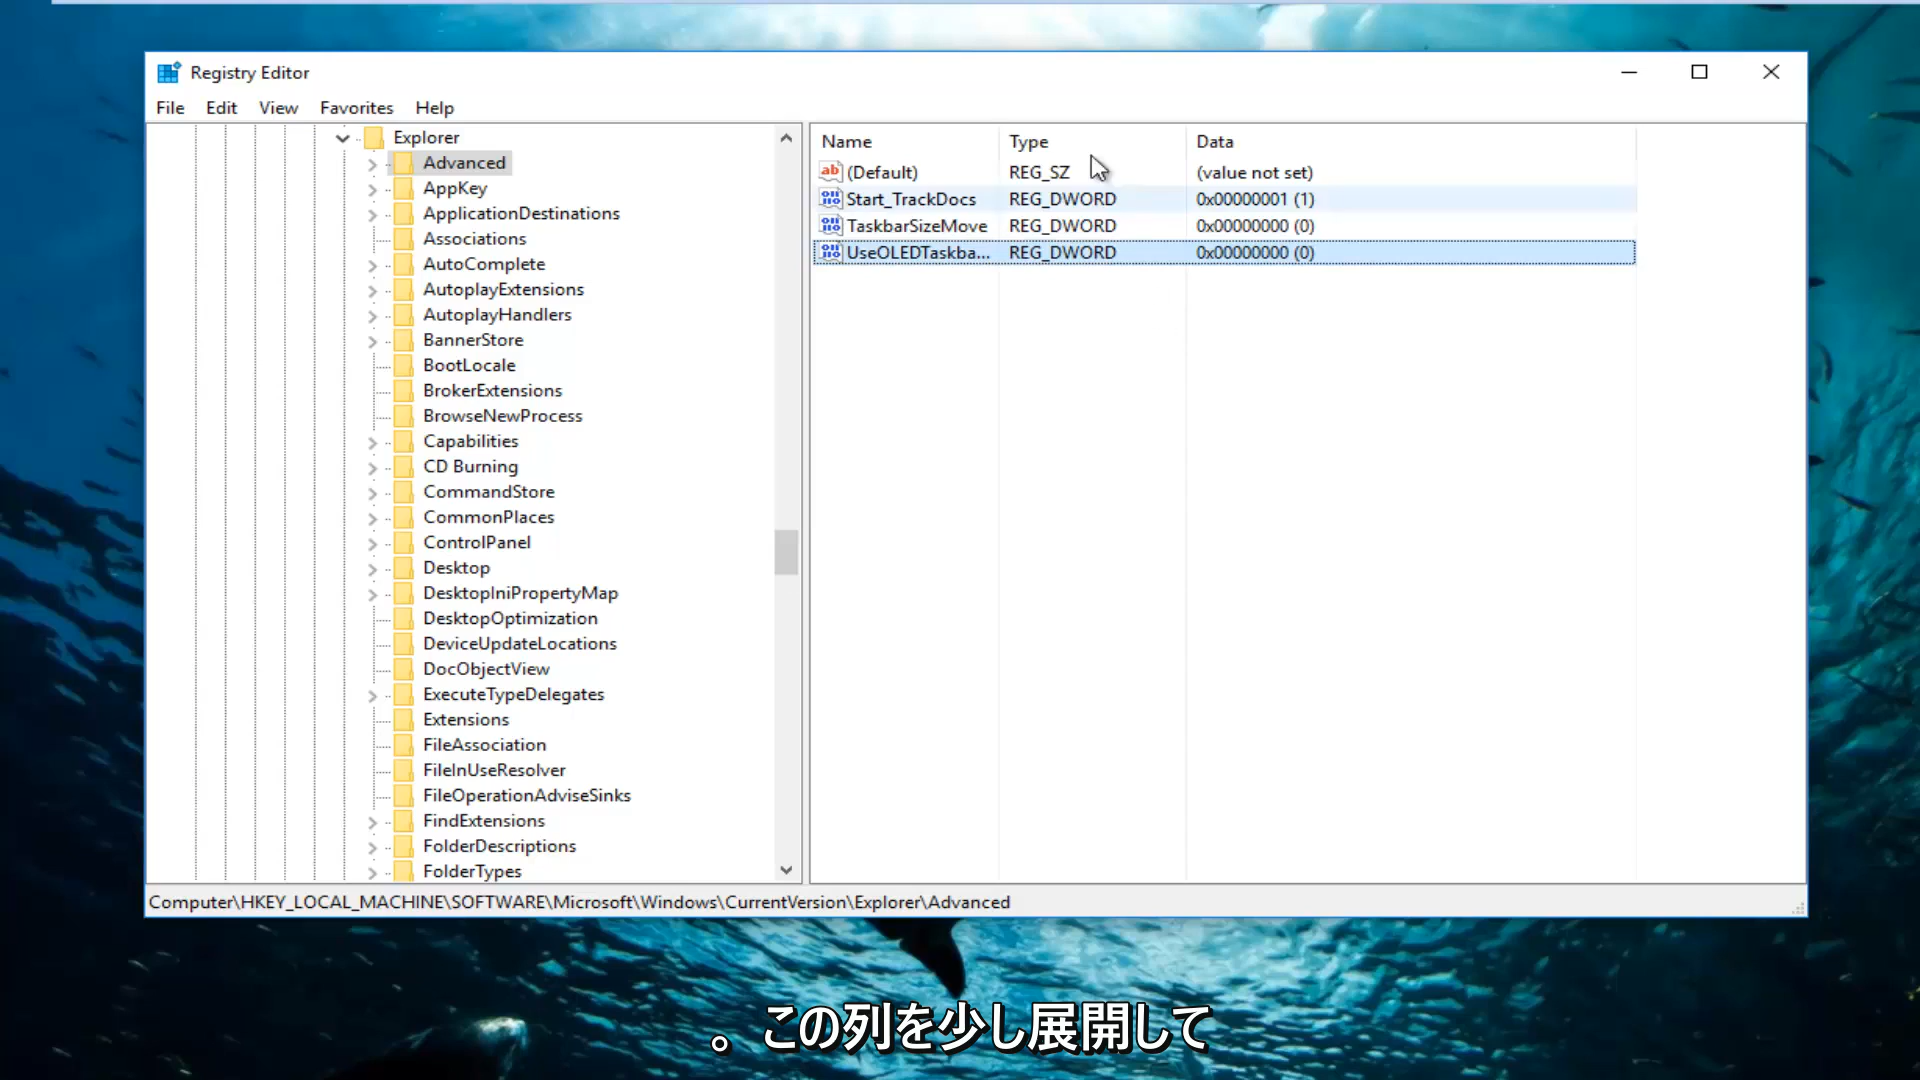 Registry Editor
File Edit View Favorites Help
Explorer
Advanced
AppKey
ApplicationDestinations
Associations
AutoComplete
AutoplayExtensions
AutoplayHandlers
BannerStore
BootLocale
BrokerExtensions
BrowseNewProcess
Capabilities
CD Burning
CommandStore
CommonPlaces
ControlPanel
Desktop
DesktopIniPropertyMap
DesktopOptimization
DeviceUpdateLocations
DocObjectView
ExecuteTypeDelegates
Extensions
FileAssociation
FileInUseResolver
FileOperationAdviseSinks
FindExtensions
FolderDescriptions
FolderTypes
Name Type Data
(Default) REG_SZ (value not set)
Start_TrackDocs REG_DWORD 0x00000001 (1)
TaskbarSizeMove REG_DWORD 0x00000000 (0)
UseOLEDTaskba... REG_DWORD 0x00000000 (0)
Computer\HKEY_LOCAL_MACHINE\SOFTWARE\Microsoft\Windows\CurrentVersion\Explorer\Advanced
。この列を少し展開して